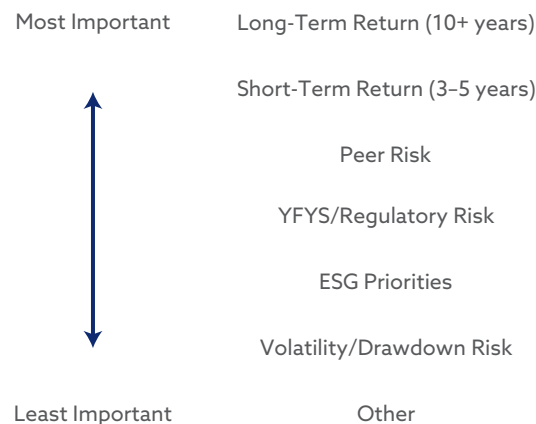 Most Important
Long-Term Return (10+ years)
Short-Term Return (3–5 years)
Peer Risk
YFYS/Regulatory Risk
ESG Priorities
Volatility/Drawdown Risk
Least Important
Other